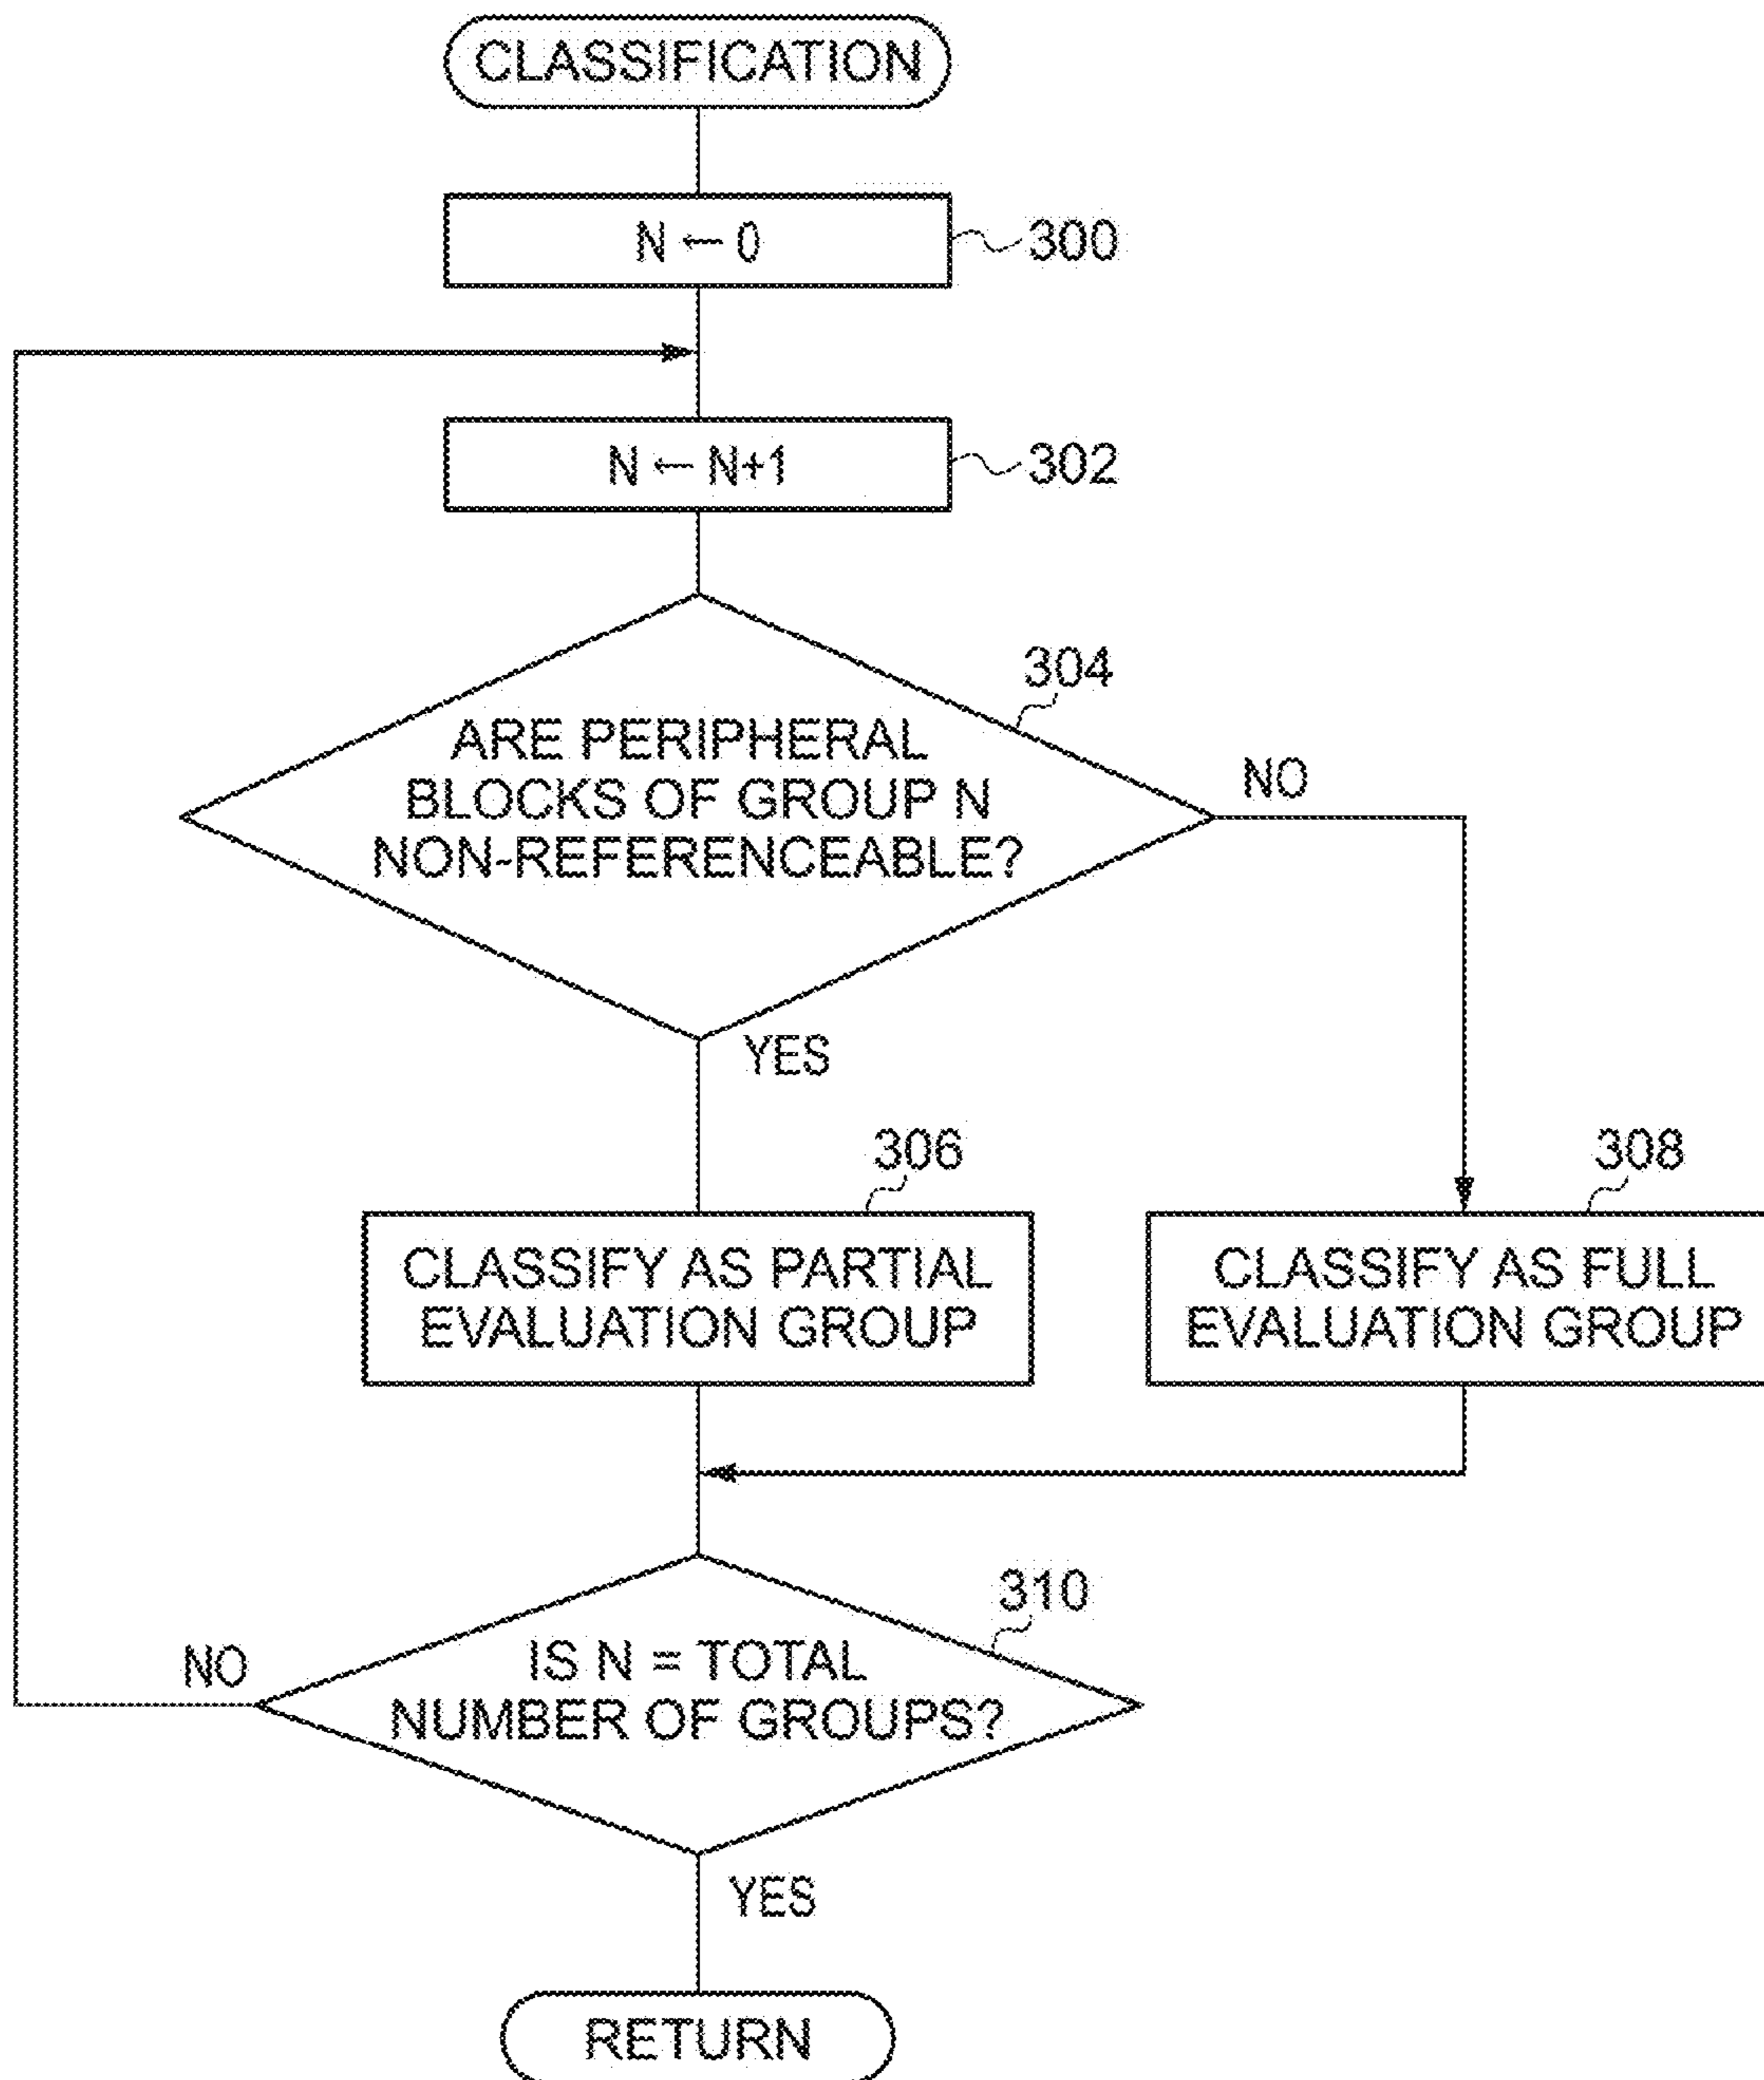 CLASSIFICATION
N ← 0
300
N ← N+1
302
304
ARE PERIPHERAL
BLOCKS OF GROUP N
NON-REFERENCEABLE?
NO
YES
306
308
CLASSIFY AS PARTIAL
EVALUATION GROUP
CLASSIFY AS FULL
EVALUATION GROUP
310
NO
IS N = TOTAL
NUMBER OF GROUPS?
YES
RETURN